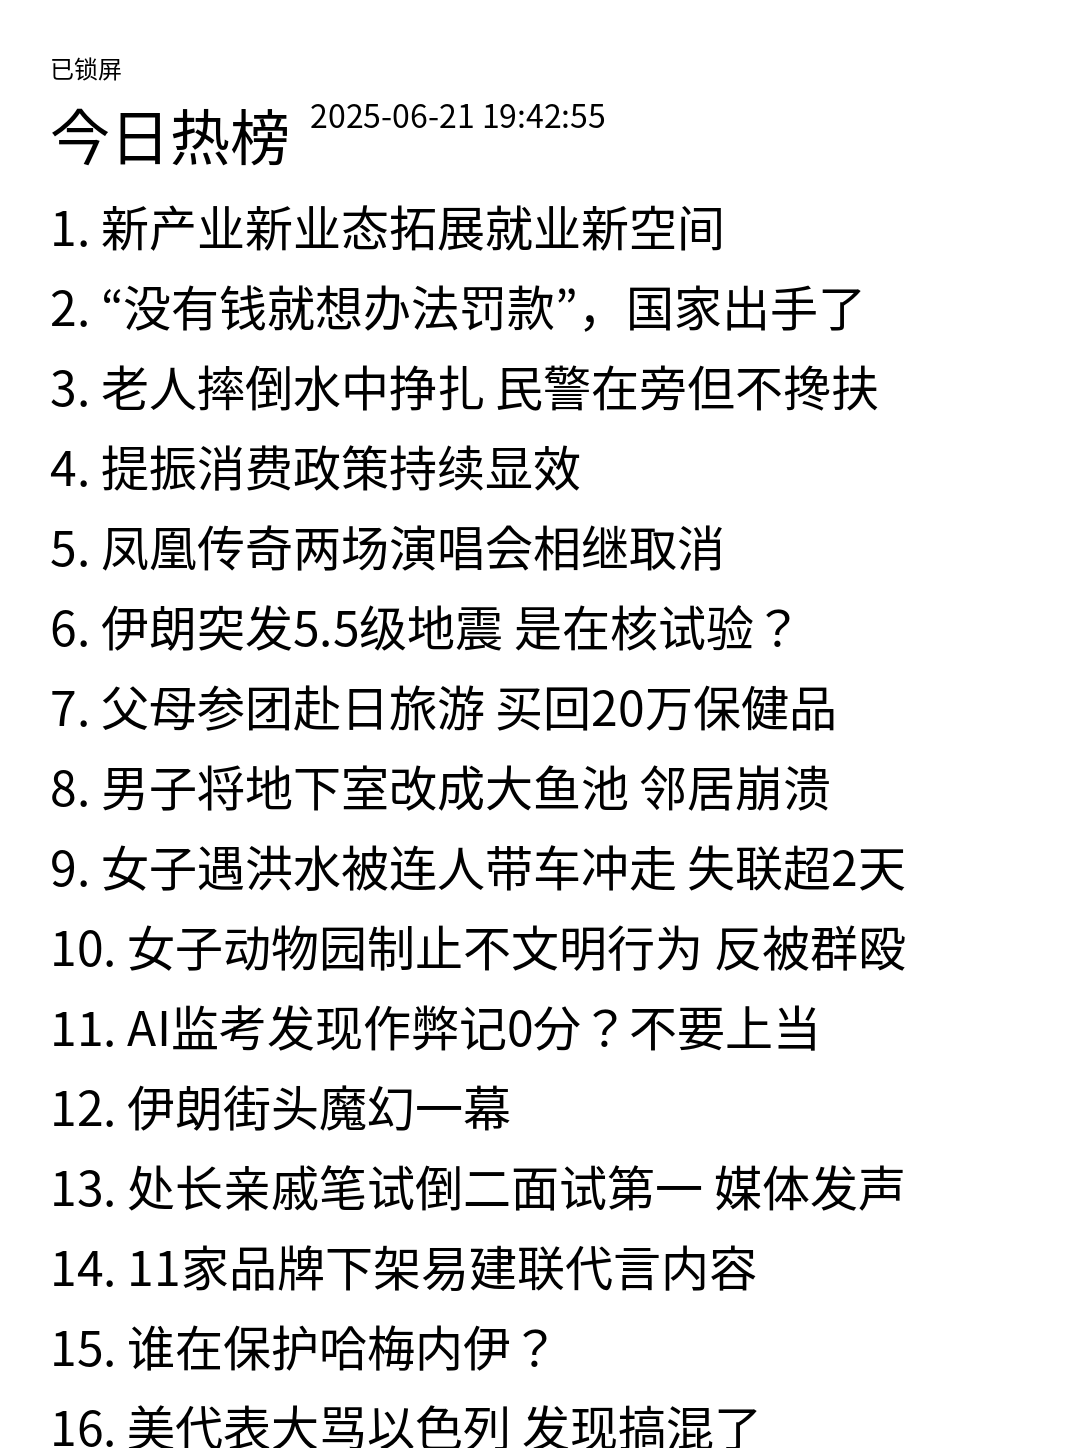 已锁屏
今日热榜 2025-06-21 19:42:55
1. 新产业新业态拓展就业新空间
2. “没有钱就想办法罚款”，国家出手了
3. 老人摔倒水中挣扎 民警在旁但不搀扶
4. 提振消费政策持续显效
5. 凤凰传奇两场演唱会相继取消
6. 伊朗突发5.5级地震 是在核试验？
7. 父母参团赴日旅游 买回20万保健品
8. 男子将地下室改成大鱼池 邻居崩溃
9. 女子遇洪水被连人带车冲走 失联超2天
10. 女子动物园制止不文明行为 反被群殴
11. AI监考发现作弊记0分？不要上当
12. 伊朗街头魔幻一幕
13. 处长亲戚笔试倒二面试第一 媒体发声
14. 11家品牌下架易建联代言内容
15. 谁在保护哈梅内伊？
16. 美代表大骂以色列 发现搞混了